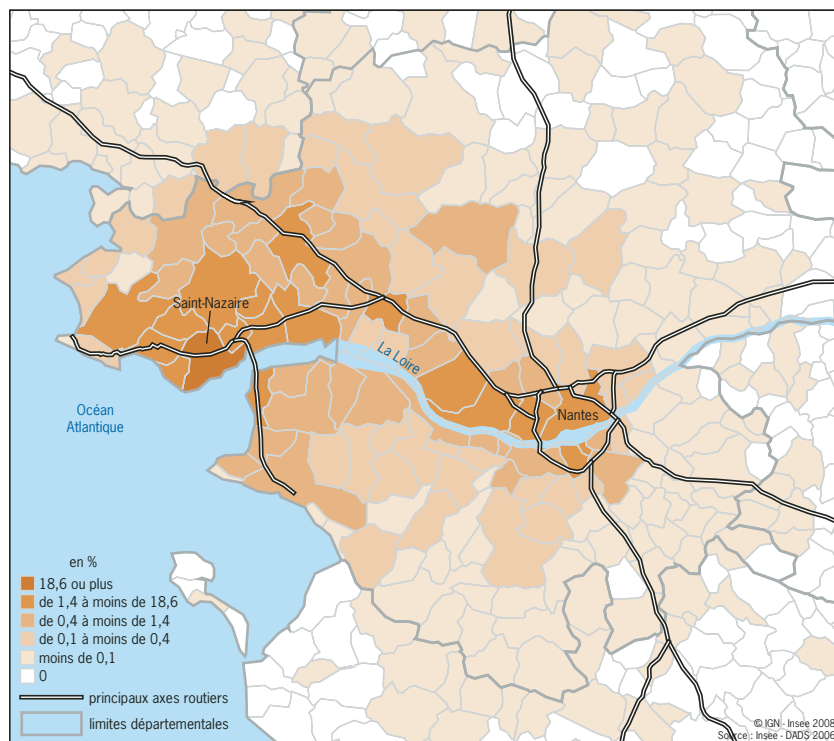 Saint-Nazaire
La Loire
Nantes
Océan
Atlantique
en %
18,6 ou plus
de 1,4 à moins de 18,6
de 0,4 à moins de 1,4
de 0,1 à moins de 0,4
moins de 0,1
0
principaux axes routiers
limites départementales
© IGN - Insee 2008
Source : Insee - DADS 2006